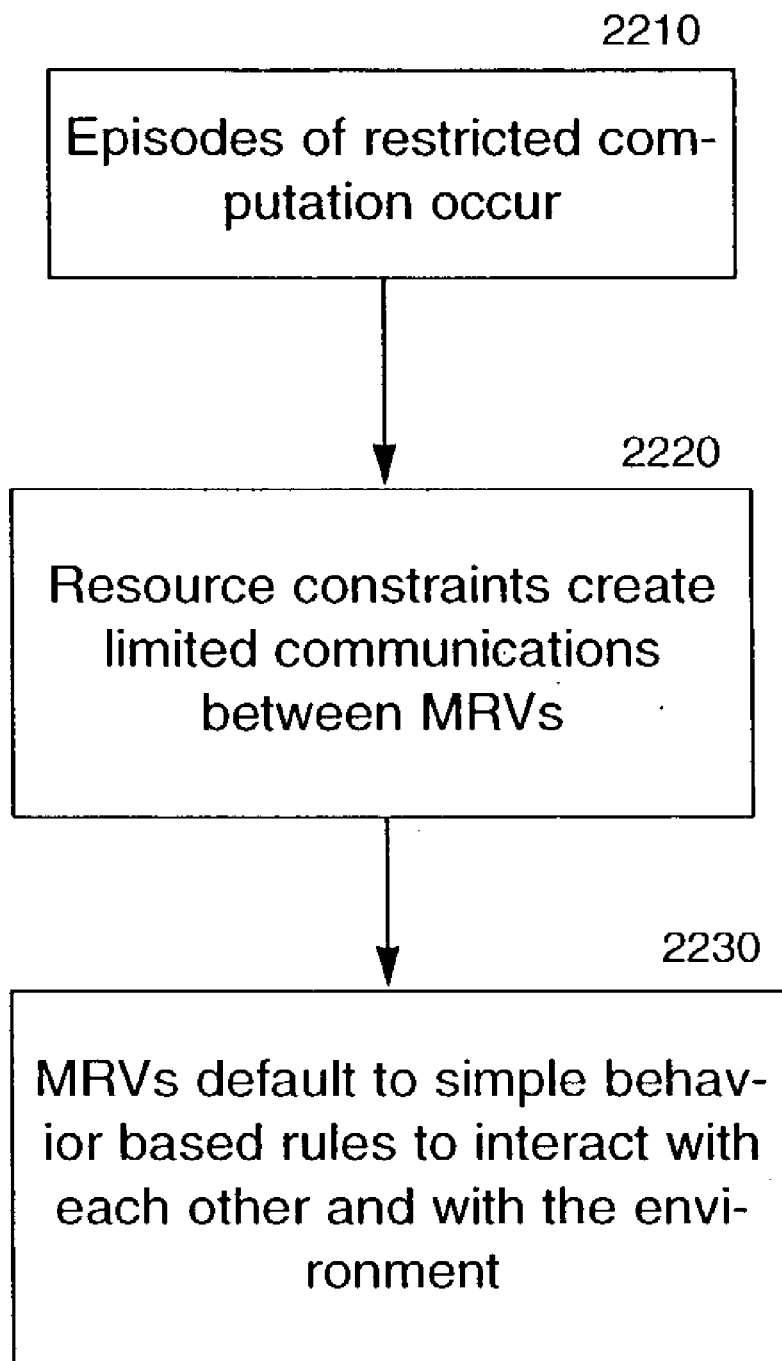 2210
Episodes of restricted com-
putation occur
2220
Resource constraints create
limited communications
between MRVs
2230
MRVs default to simple behav-
ior based rules to interact with
each other and with the envi-
ronment